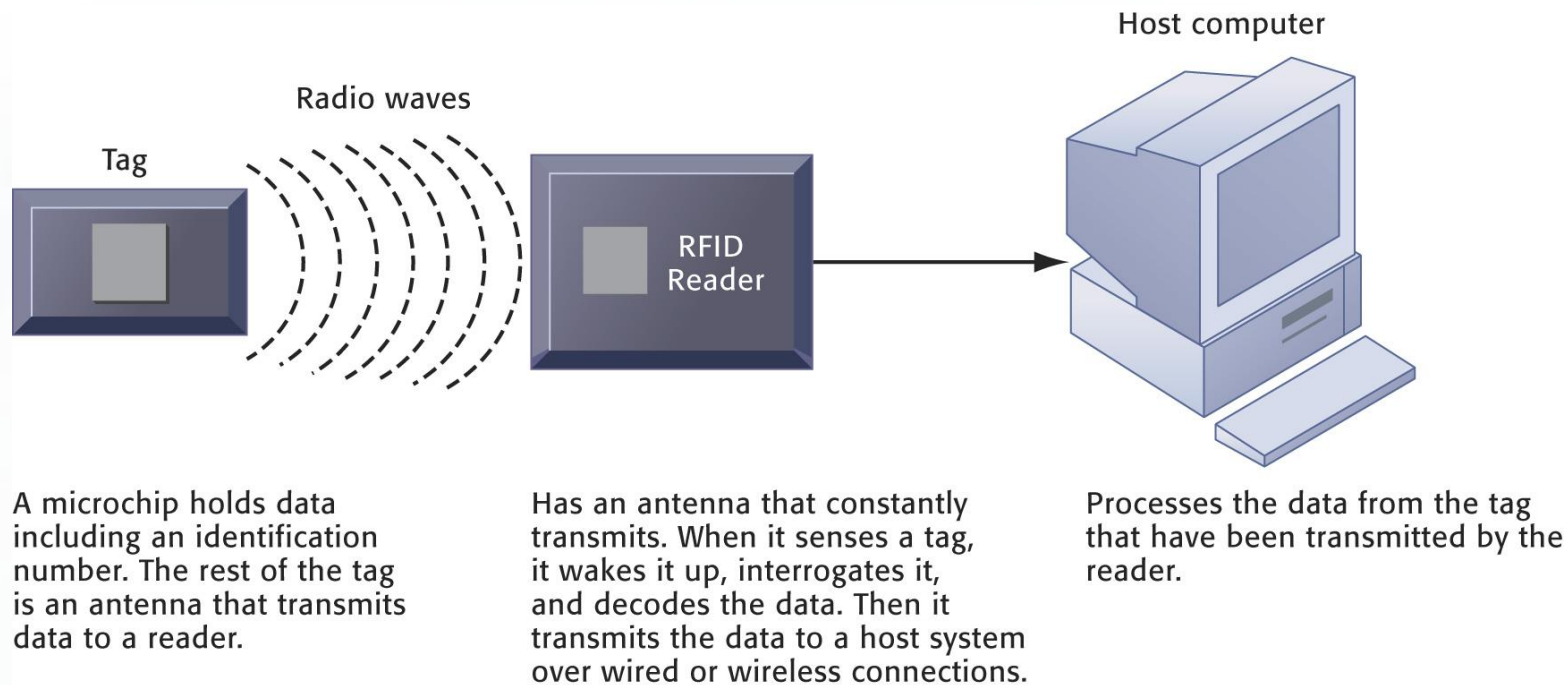 Host computer
Radio waves
Tag
RFID
Reader
A microchip holds data
including an identification
number. The rest of the tag
is an antenna that transmits
data to a reader.
Has an antenna that constantly
transmits. When it senses a tag,
it wakes it up, interrogates it,
and decodes the data. Then it
transmits the data to a host system
over wired or wireless connections.
Processes the data from the tag
that have been transmitted by the
reader.